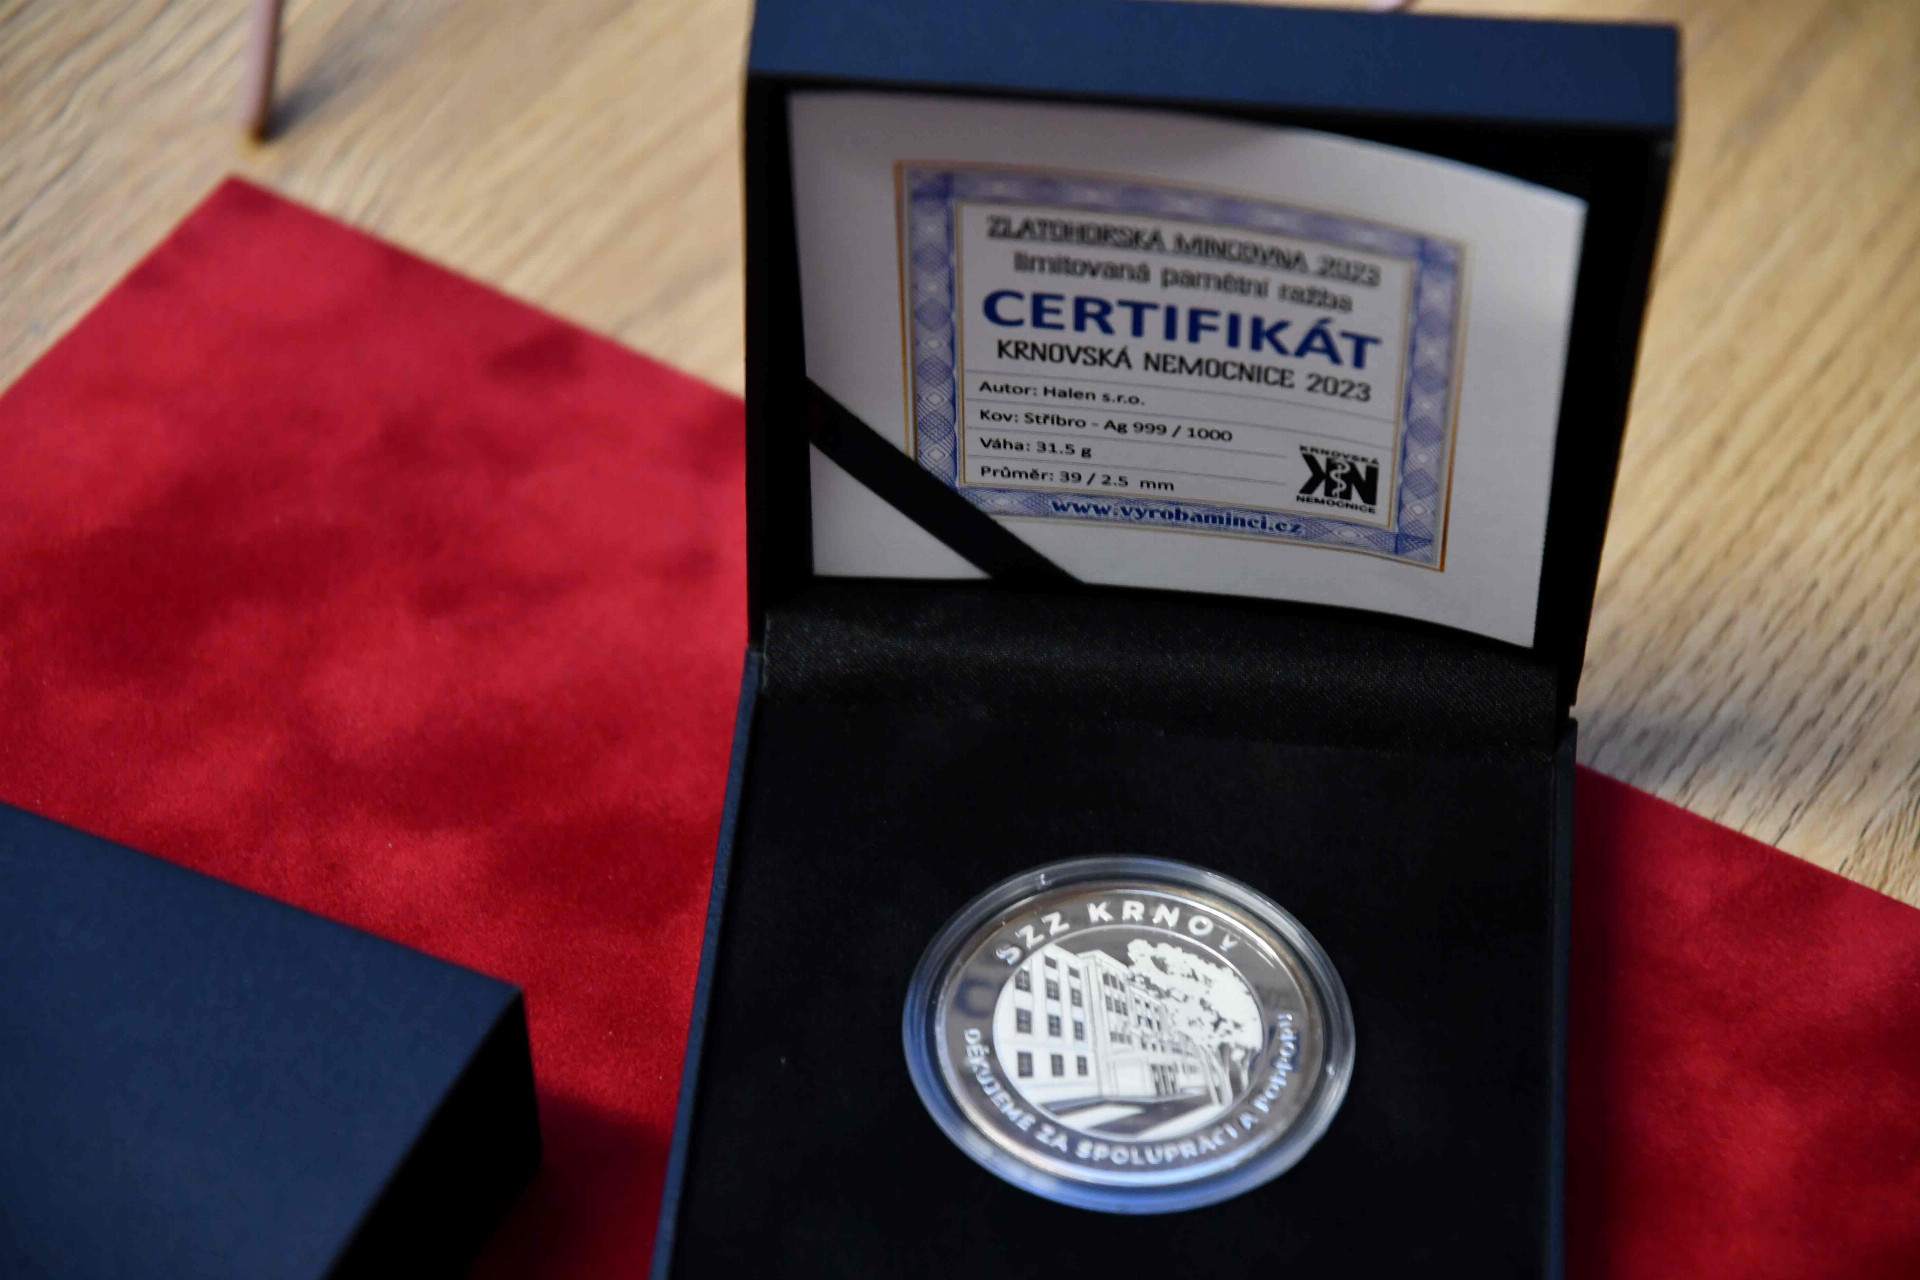 ZLATOHORSKÁ MINCOVNA 2023
limitovaná pamětní ražba
CERTIFIKÁT
KRNOVSKÁ NEMOCNICE 2023
Autor: Halen s.r.o.
Kov: Stříbro - Ag 999 / 1000
Váha: 31.5 g
Průměr: 39 / 2.5 mm
KRNOVSKÁ
KN
NEMOCNICE
www.vyrobaminci.cz
SZZ KRNOV
DĚKUJEME ZA SPOLUPRÁCI A PODPORU